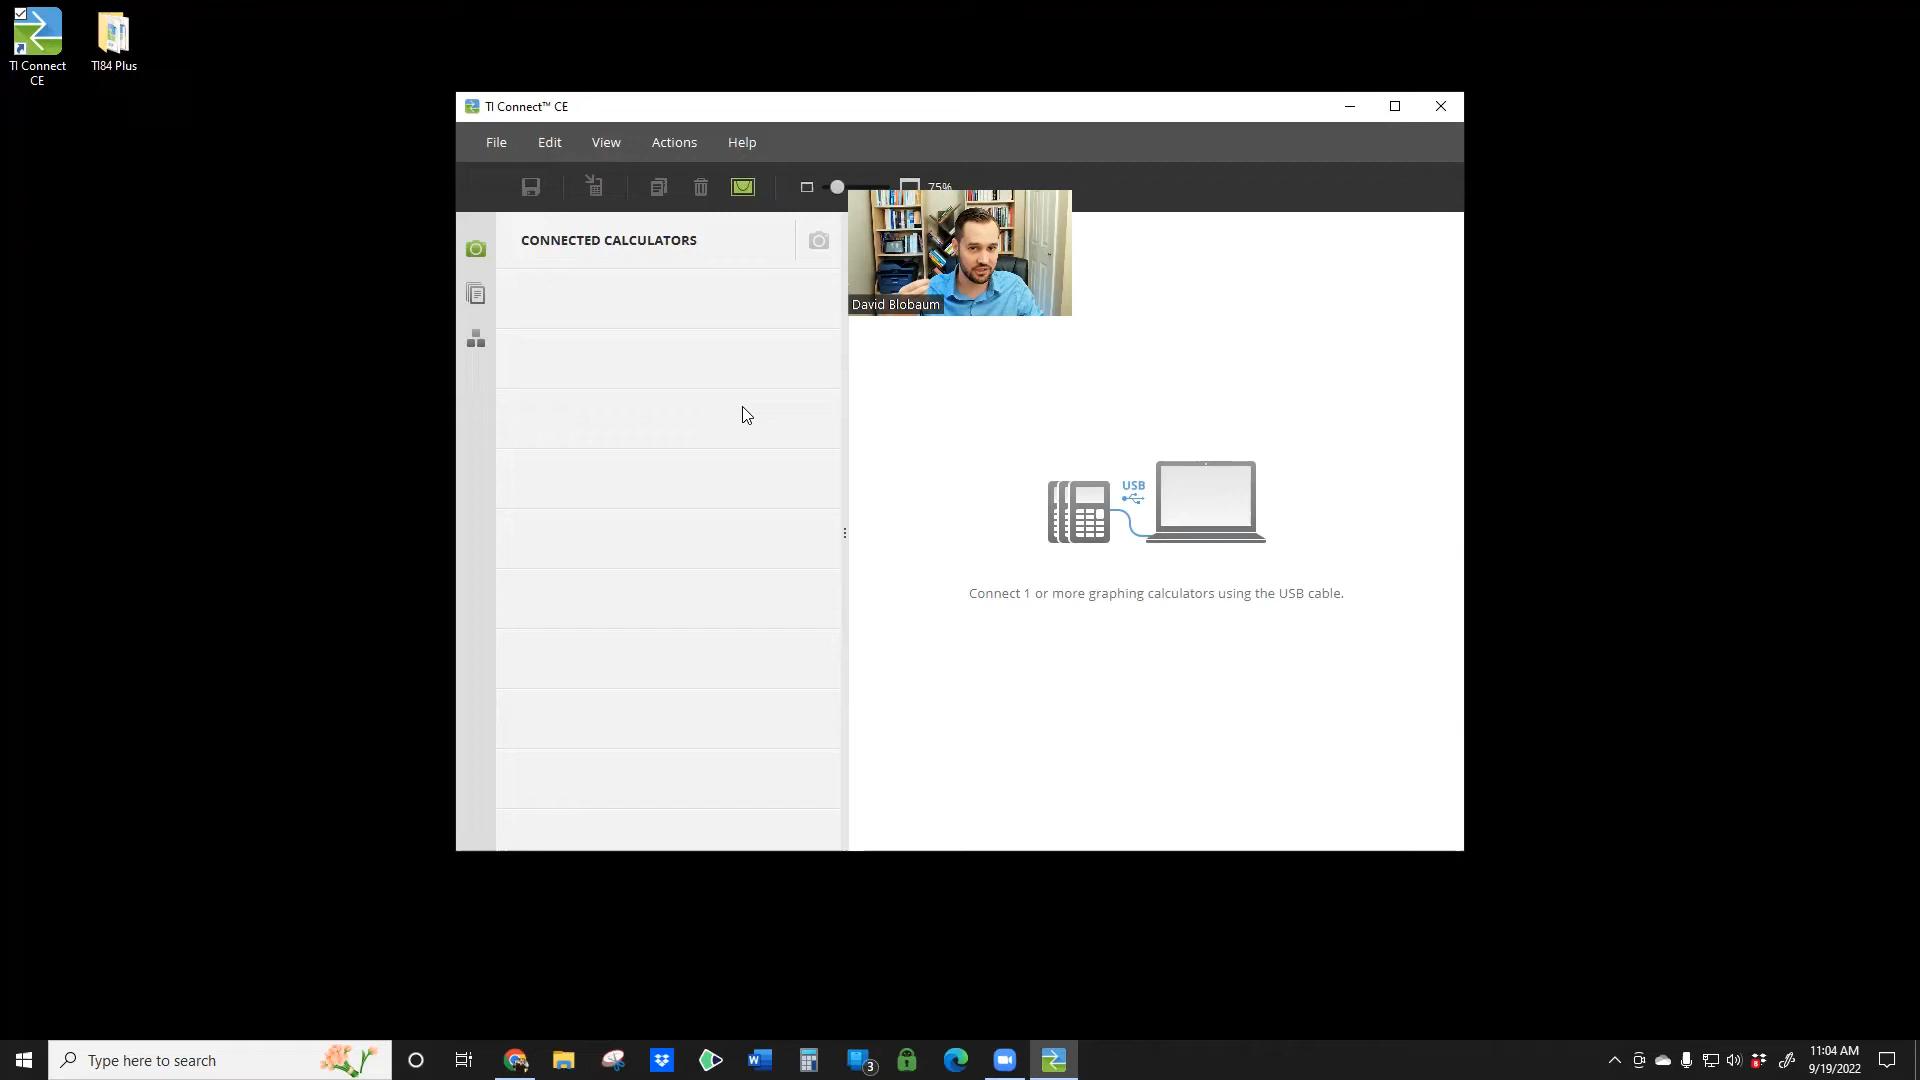 TI Connect
CE
TI84 Plus
TI Connect™ CE
File Edit View Actions Help
75%
CONNECTED CALCULATORS
David Blobaum
USB
Connect 1 or more graphing calculators using the USB cable.
Type here to search
3
11:04 AM
9/19/2022